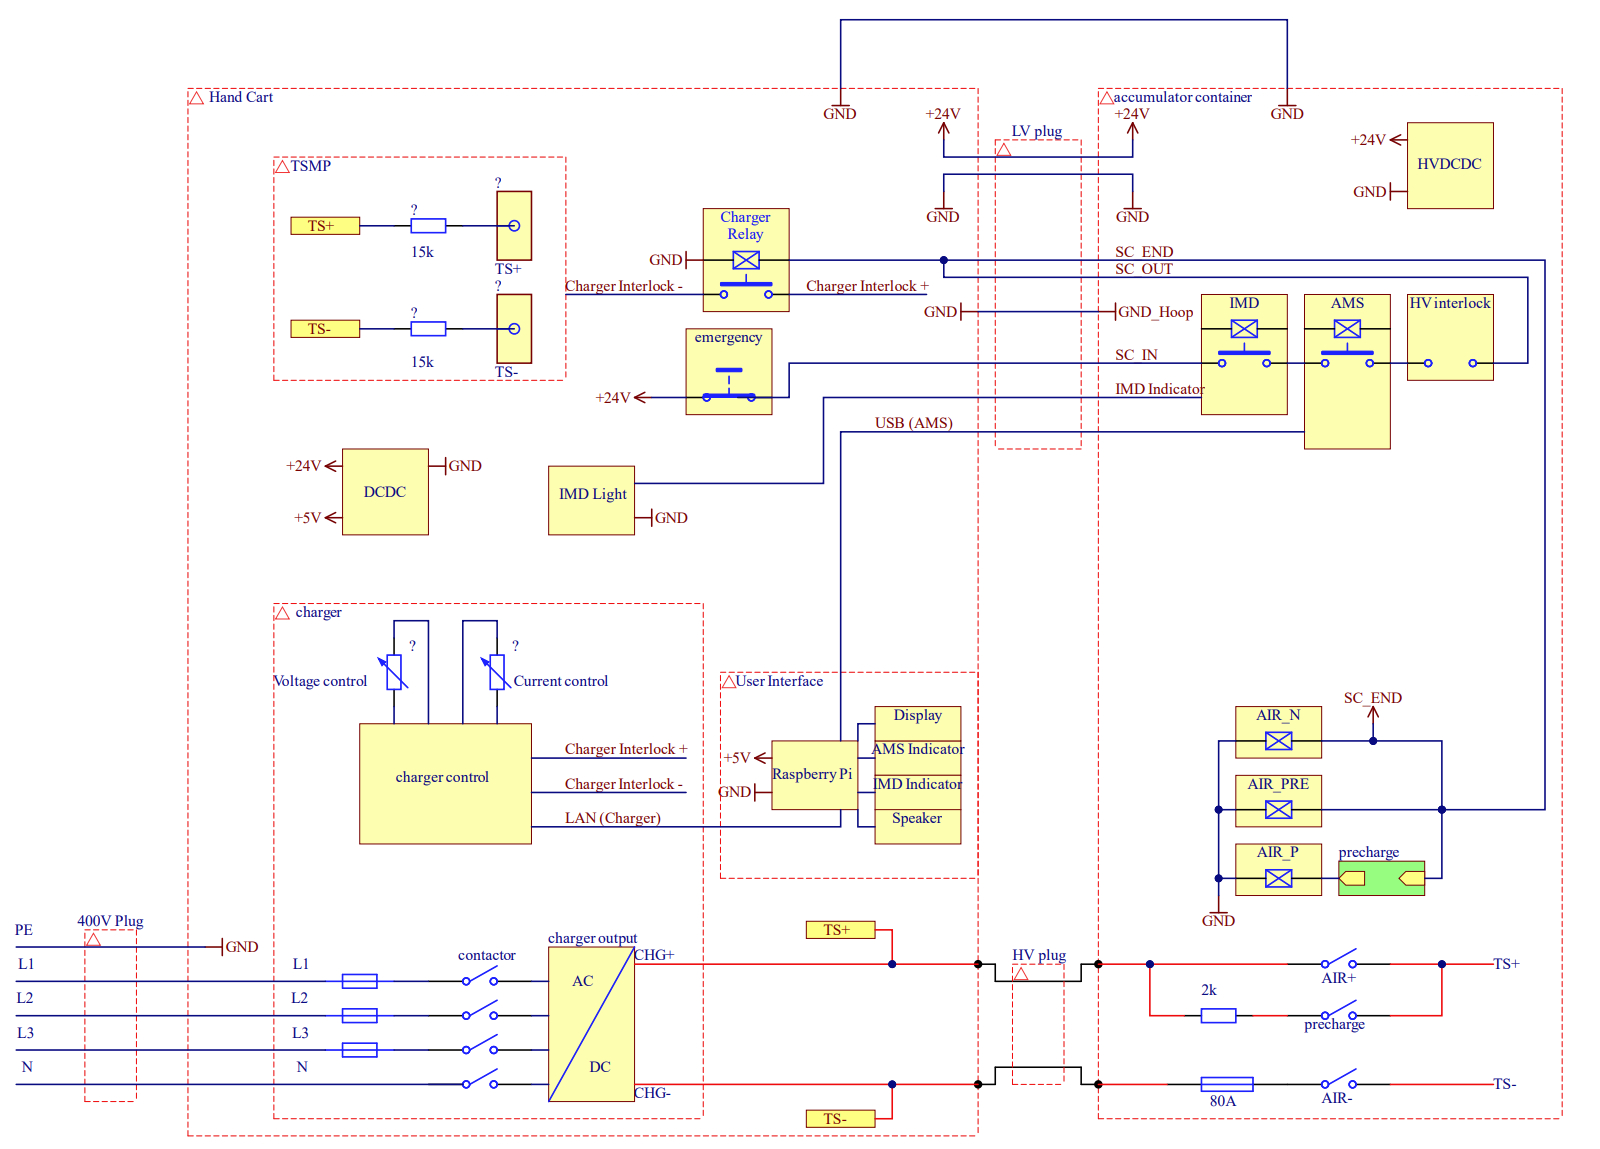 Hand Cart
accumulator container
GND
GND
+24V
+24V
LV plug
+24V
HVDCDC
GND
TSMP
?
TS+
?
15k
TS+
?
TS-
?
15k
TS-
Charger
Relay
GND
GND
GND
Charger Interlock -
Charger Interlock +
SC_END
SC_OUT
GND
GND_Hoop
IMD
AMS
HV interlock
emergency
+24V
SC_IN
IMD Indicator
USB (AMS)
+24V
DCDC
GND
+5V
IMD Light
GND
charger
?
?
Voltage control
Current control
charger control
Charger Interlock +
Charger Interlock -
LAN (Charger)
User Interface
Display
AMS Indicator
+5V
Raspberry Pi
GND
IMD Indicator
Speaker
SC_END
AIR_N
AIR_PRE
AIR_P
precharge
GND
PE
400V Plug
GND
L1
L1
L2
L2
L3
L3
N
N
contactor
charger output
CHG+
AC
DC
CHG-
TS+
TS-
HV plug
TS+
AIR+
2k
precharge
TS-
80A
AIR-